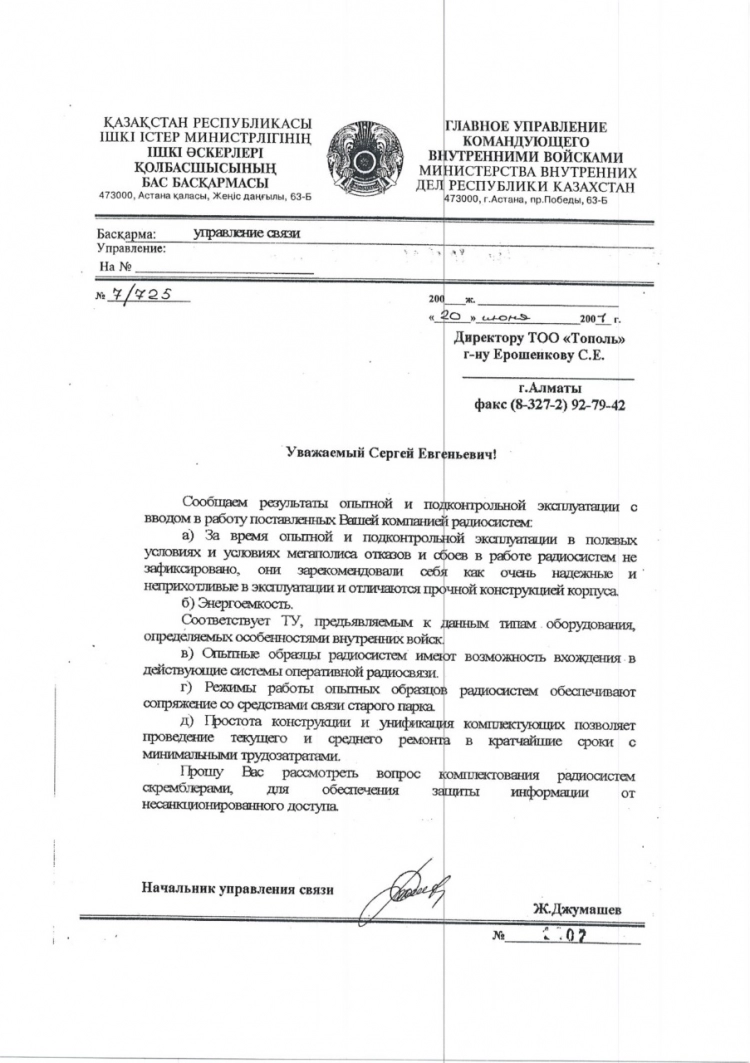 ҚАЗАҚСТАН РЕСПУБЛИКАСЫ
ІШКІ ІСТЕР МИНИСТРЛІГІНІҢ
ІШКІ ӘСКЕРЛЕРІ
ҚОЛБАСШЫСЫНЫҢ
БАС БАСҚАРМАСЫ
473000, Астана қаласы, Жеңіс даңғылы, 63-Б
ГЛАВНОЕ УПРАВЛЕНИЕ
КОМАНДУЮЩЕГО
ВНУТРЕННИМИ ВОЙСКАМИ
МИНИСТЕРСТВА ВНУТРЕННИХ
ДЕЛ РЕСПУБЛИКИ КАЗАХСТАН
473000, г.Астана, пр.Победы, 63-Б
Басқарма: управление связи
Управление:
На №
№ 7/725
200 ж.
« 20 » июня 2001 г.
Директору ТОО «Тополь»
г-ну Ерошенкову С.Е.
г.Алматы
факс (8-327-2) 92-79-42
Уважаемый Сергей Евгеньевич!
Сообщаем результаты опытной и подконтрольной эксплуатации с
вводом в работу поставленных Вашей компанией радиосистем:
а) За время опытной и подконтрольной эксплуатации в полевых
условиях и условиях мегаполиса отказов и сбоев в работе радиосистем не
зафиксировано, они зарекомендовали себя как очень надежные и
неприхотливые в эксплуатации и отличаются прочной конструкцией корпуса.
б) Энергоемкость.
Соответствует ТУ, предьявляемым к данным типам оборудования,
определяемых особенностями внутренних войск.
в) Опытные образцы радиосистем имеют возможность вхождения в
действующие системы оперативной радиосвязи.
г) Режимы работы опытных образцов радиосистем обеспечивают
сопряжение со средствами связи старого парка.
д) Простота конструкции и унификация комплектующих позволяет
проведение текущего и среднего ремонта в кратчайшие сроки с
минимальными трудозатратами.
Прошу Вас рассмотреть вопрос комплектования радиосистем
скремблерами, для обеспечения защиты информации от
несанкционированного доступа.
Начальник управления связи
Ж.Джумашев
№